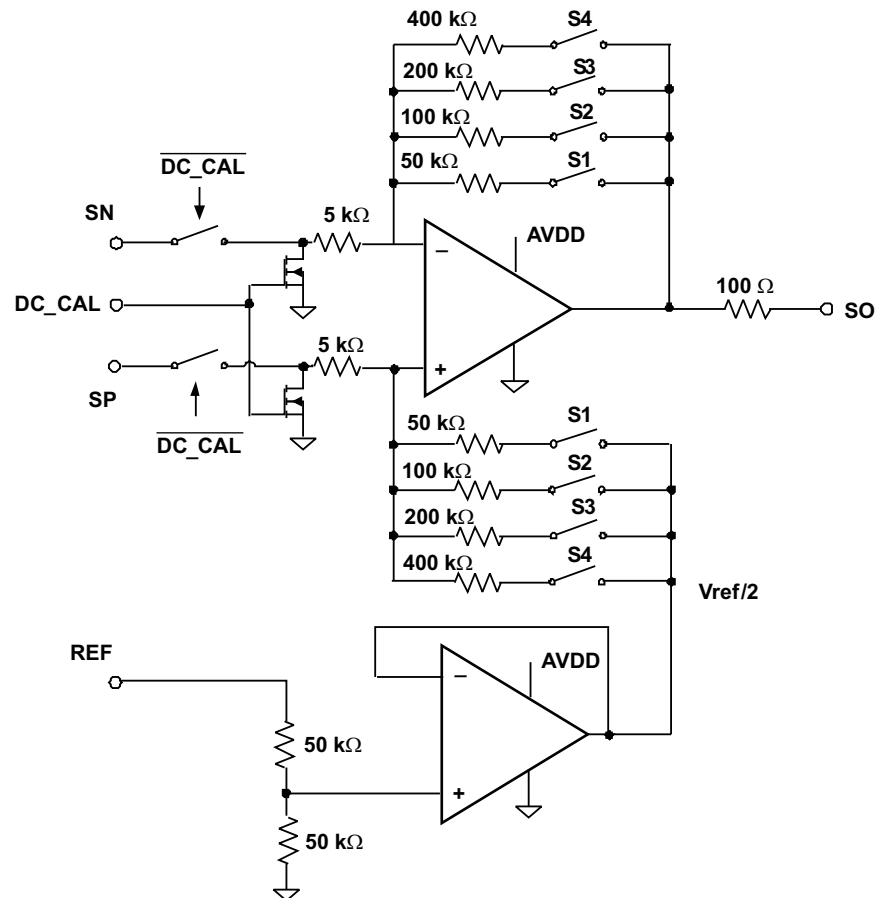 400 kΩ
S4
200 kΩ
S3
100 kΩ
S2
50 kΩ
S1
DC_CAL
SN
5 kΩ
AVDD
−
DC_CAL
100 Ω
SO
5 kΩ
+
SP
DC_CAL
50 kΩ
S1
100 kΩ
S2
200 kΩ
S3
400 kΩ
S4
Vref/2
REF
AVDD
−
50 kΩ
+
50 kΩ